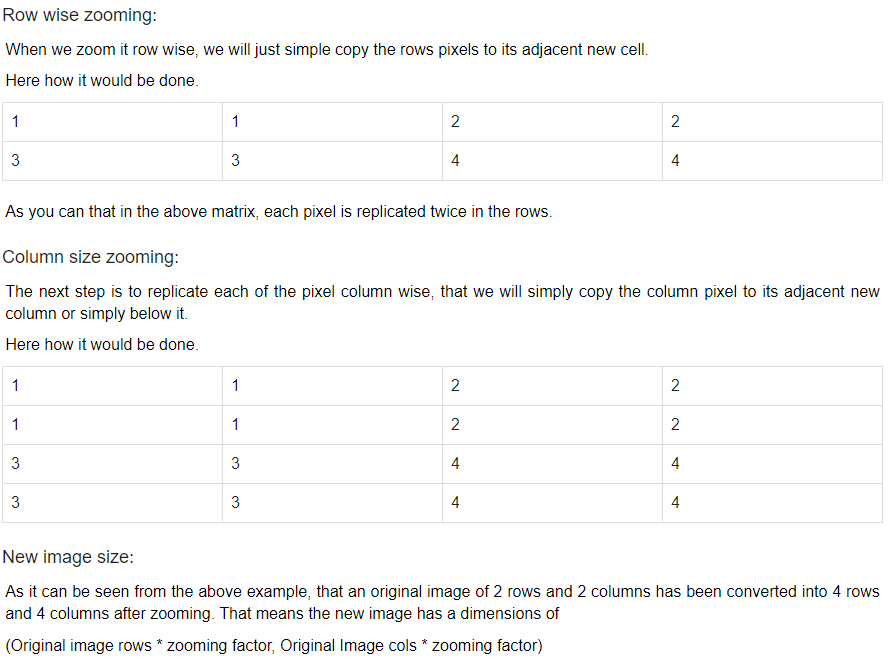 Row wise zooming:
When we zoom it row wise, we will just simple copy the rows pixels to its adjacent new cell.
Here how it would be done.
1 1 2 2
3 3 4 4
As you can that in the above matrix, each pixel is replicated twice in the rows.
Column size zooming:
The next step is to replicate each of the pixel column wise, that we will simply copy the column pixel to its adjacent new
column or simply below it.
Here how it would be done.
1 1 2 2
1 1 2 2
3 3 4 4
3 3 4 4
New image size:
As it can be seen from the above example, that an original image of 2 rows and 2 columns has been converted into 4 rows
and 4 columns after zooming. That means the new image has a dimensions of
(Original image rows * zooming factor, Original Image cols * zooming factor)